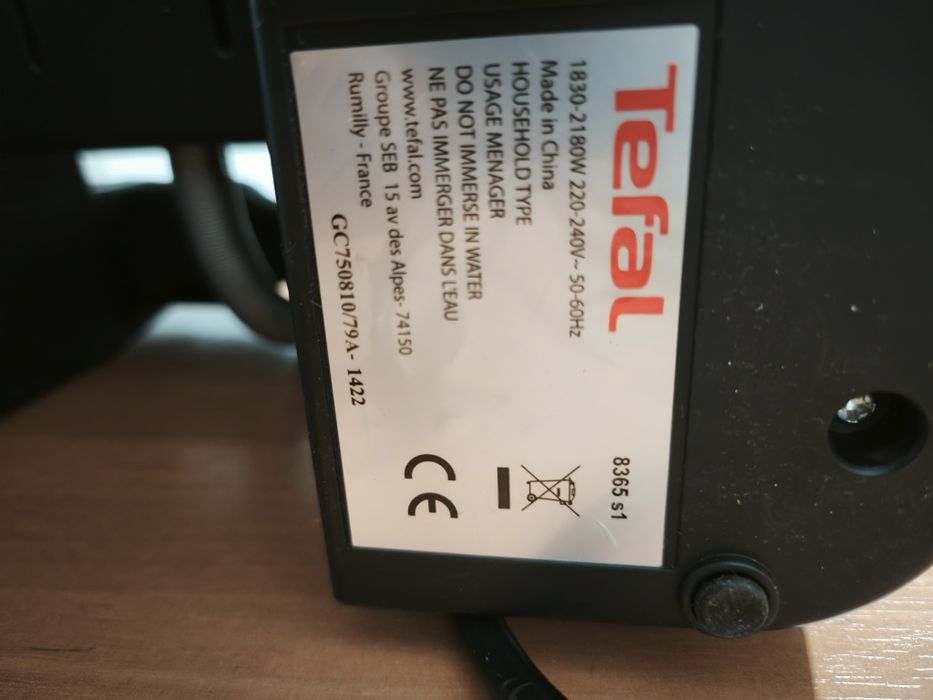 Tefal
8365 s1
1830-2180W 220-240V~ 50-60Hz
Made in China
HOUSEHOLD TYPE
USAGE MENAGER
DO NOT IMMERSE IN WATER
NE PAS IMMERGER DANS L'EAU
www.tefal.com
Groupe SEB 15 av des Alpes- 74150
Rumilly - France
GC750810/79A- 1422
CE